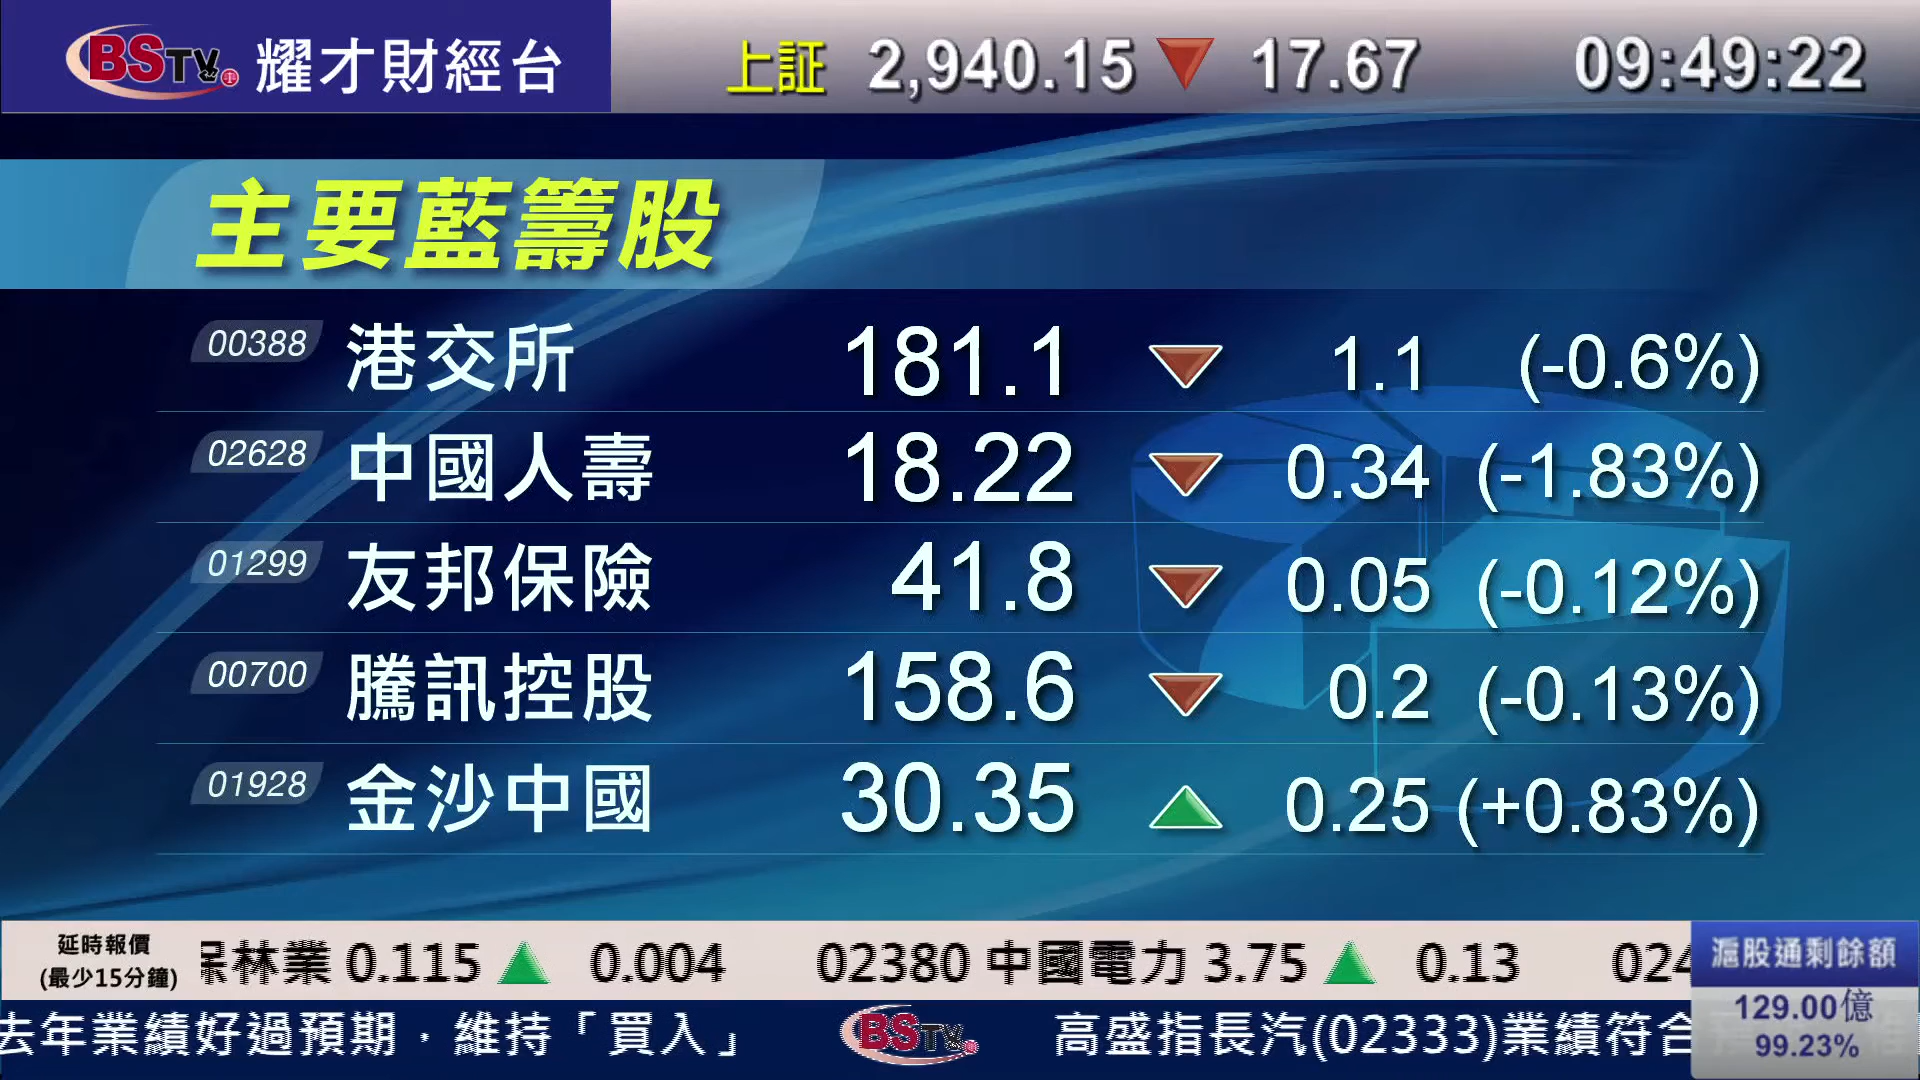 BSTV 耀才財經台
上証 2,940.15 ▼ 17.67
09:49:22
主要藍籌股
00388 港交所 181.1 ▼ 1.1 (-0.6%)
02628 中國人壽 18.22 ▼ 0.34 (-1.83%)
01299 友邦保險 41.8 ▼ 0.05 (-0.12%)
00700 騰訊控股 158.6 ▼ 0.2 (-0.13%)
01928 金沙中國 30.35 ▲ 0.25 (+0.83%)
延時報價
(最少15分鐘)
林業 0.115 ▲ 0.004 02380 中國電力 3.75 ▲ 0.13 024
滬股通剩餘額
129.00億
99.23%
去年業績好過預期，維持「買入」 BSTV 高盛指長汽(02333)業績符合